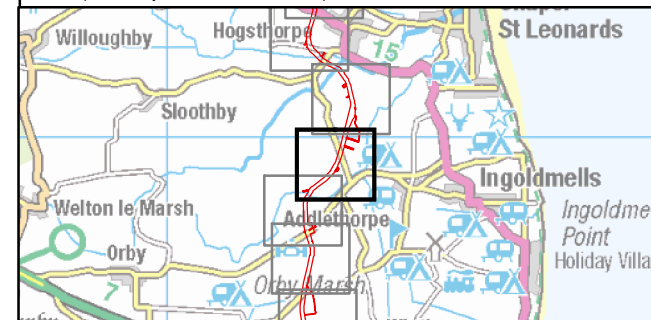 St Leonards
Hogsthorpe
Willoughby
15
Sloothby
Ingoldmells
Welton le Marsh
Addlethorpe
Ingoldme
Point
Holiday Villa
Orby
Orby Marsh
7